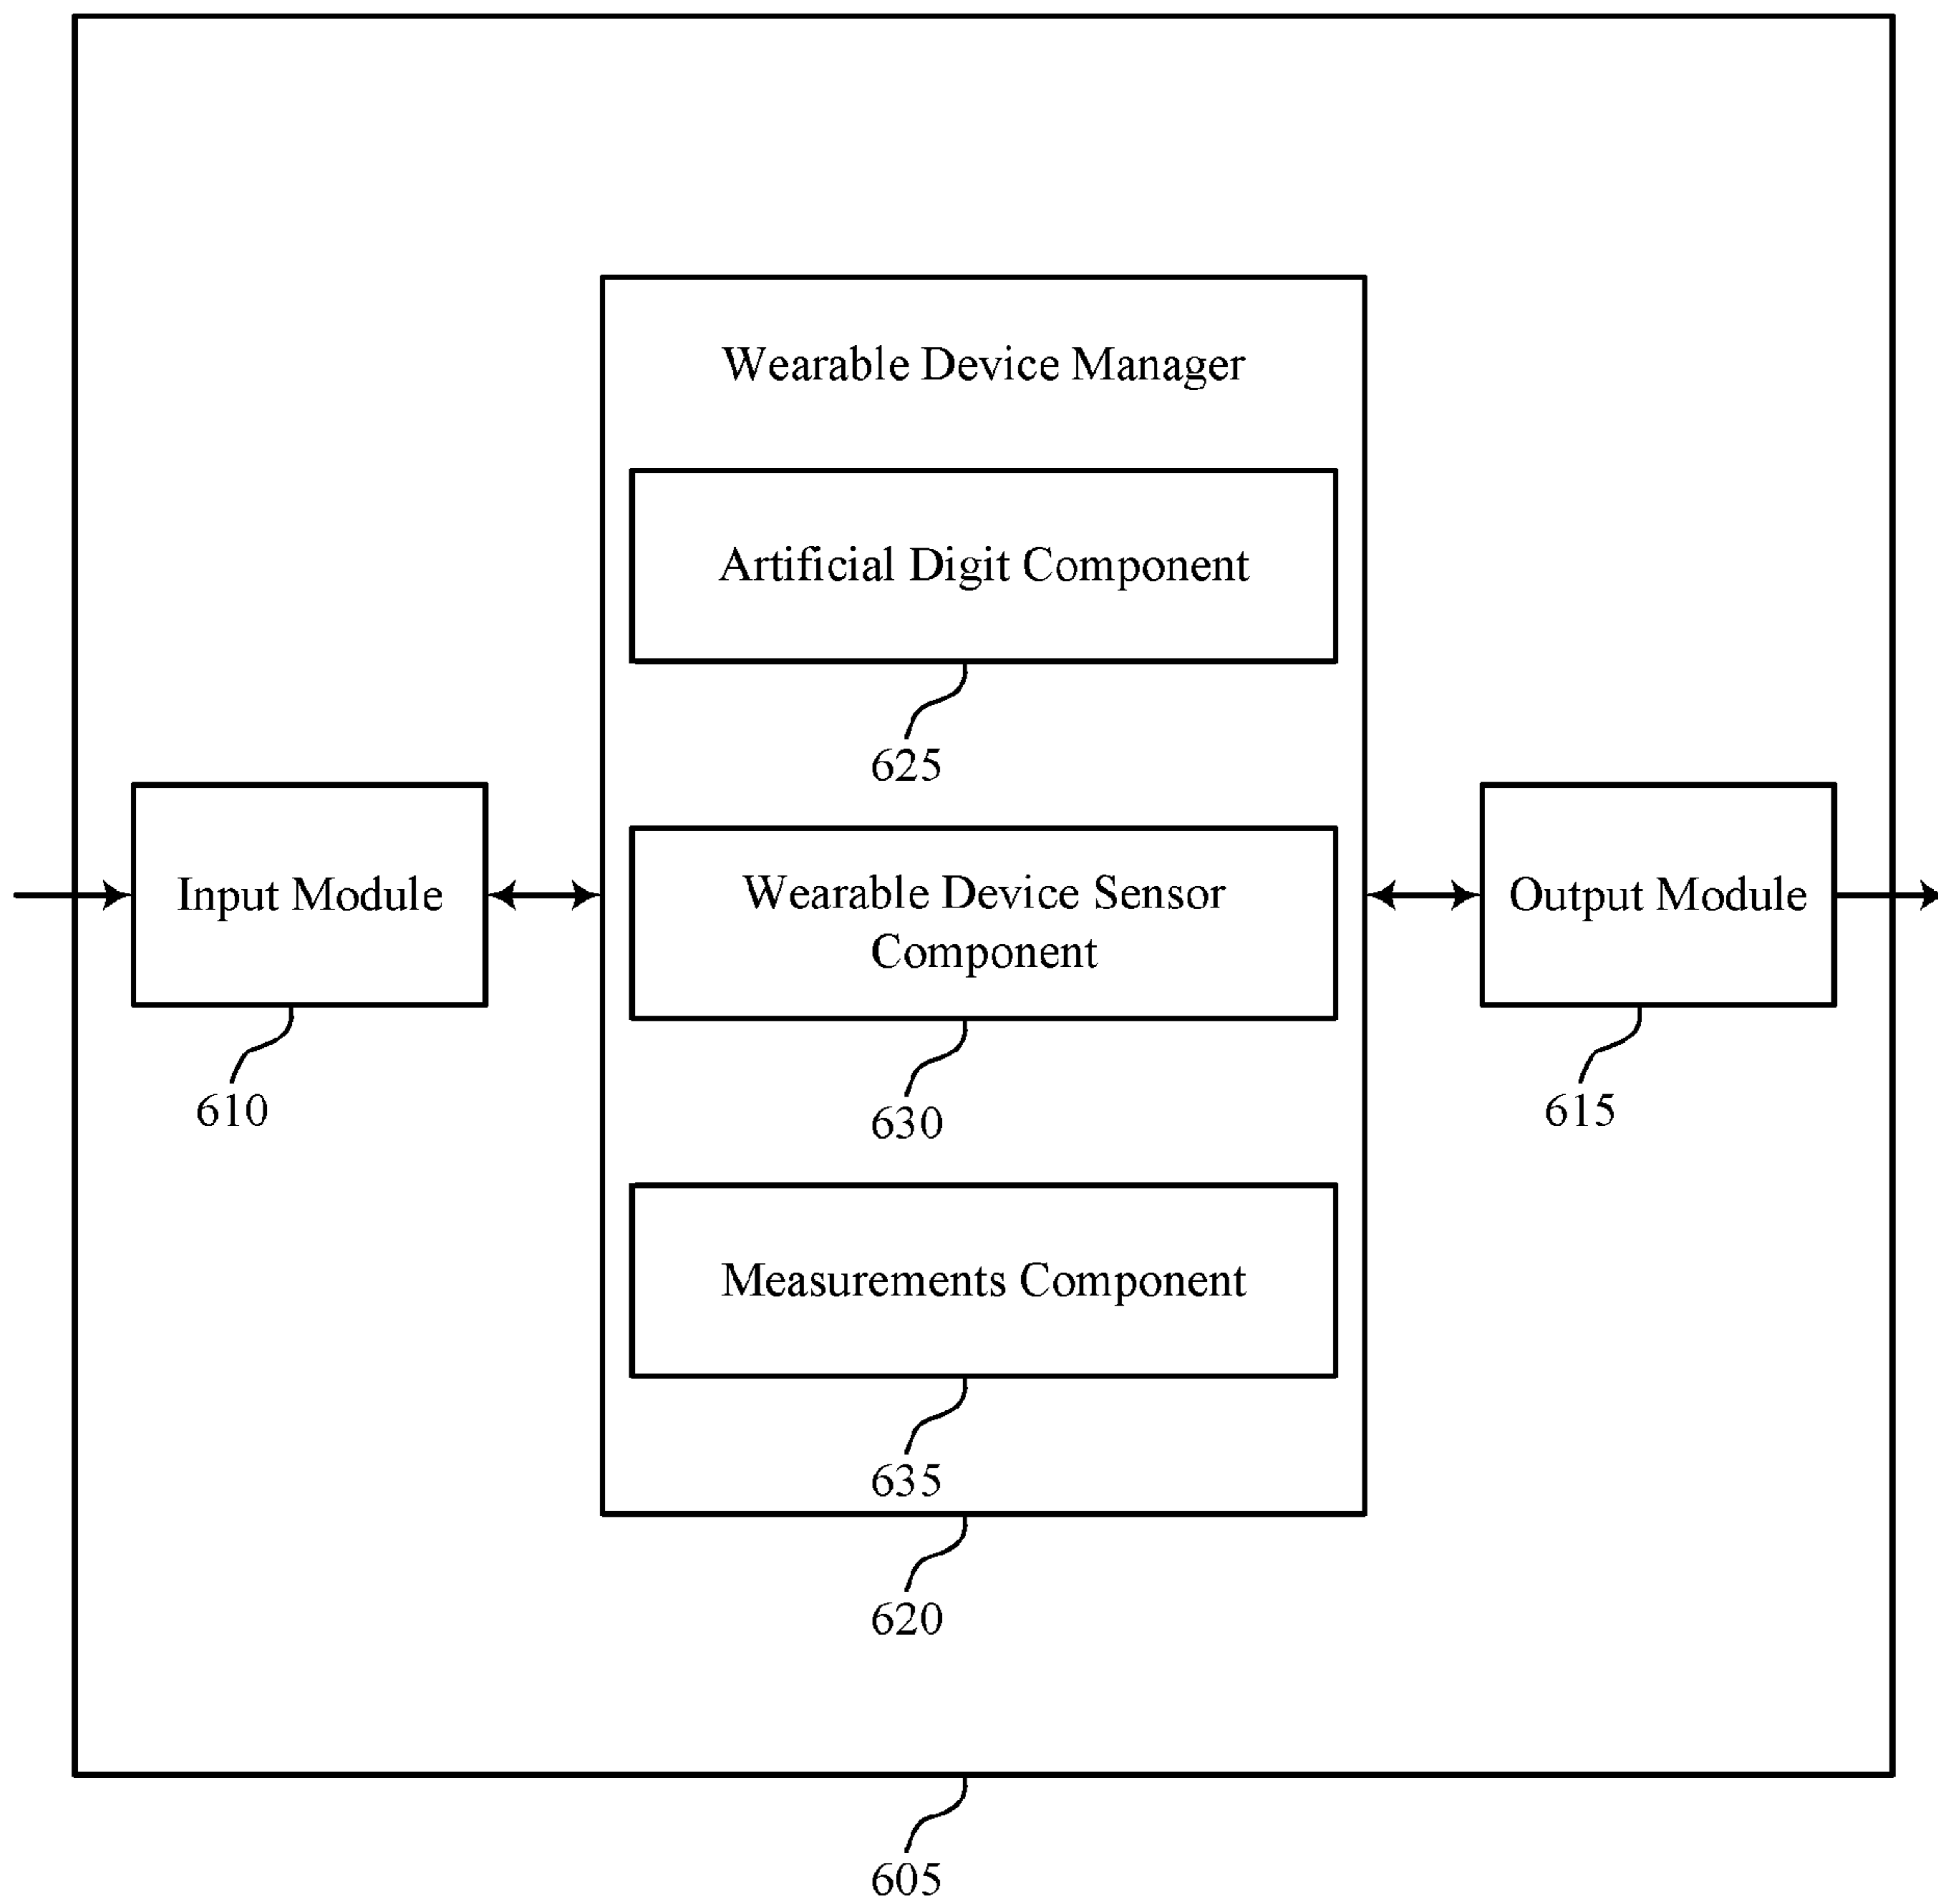 Wearable Device Manager
Artificial Digit Component
625
Input Module
610
Wearable Device Sensor
Component
630
Output Module
615
Measurements Component
635
620
605